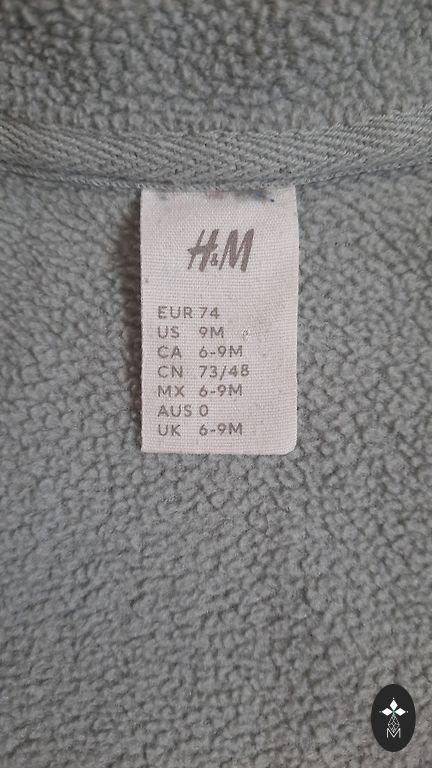 H&M
EUR 74
US 9M
CA 6-9M
CN 73/48
MX 6-9M
AUS 0
UK 6-9M
M